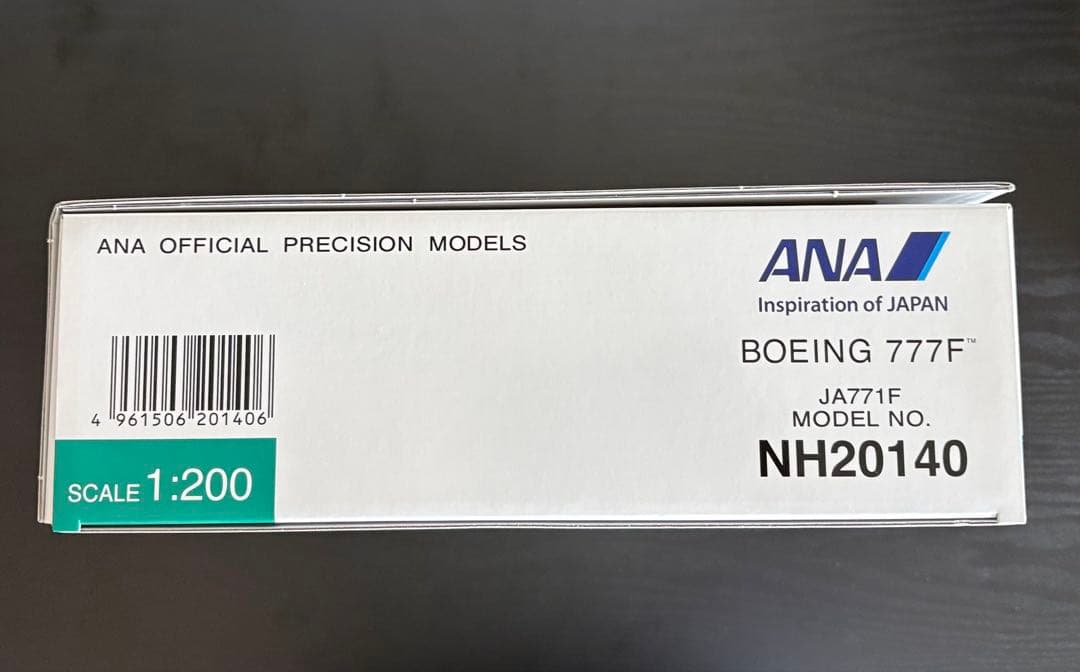 ANA OFFICIAL PRECISION MODELS
ANA
Inspiration of JAPAN
BOEING 777F™
JA771F
MODEL NO.
NH20140
4 961506 201406
SCALE 1:200